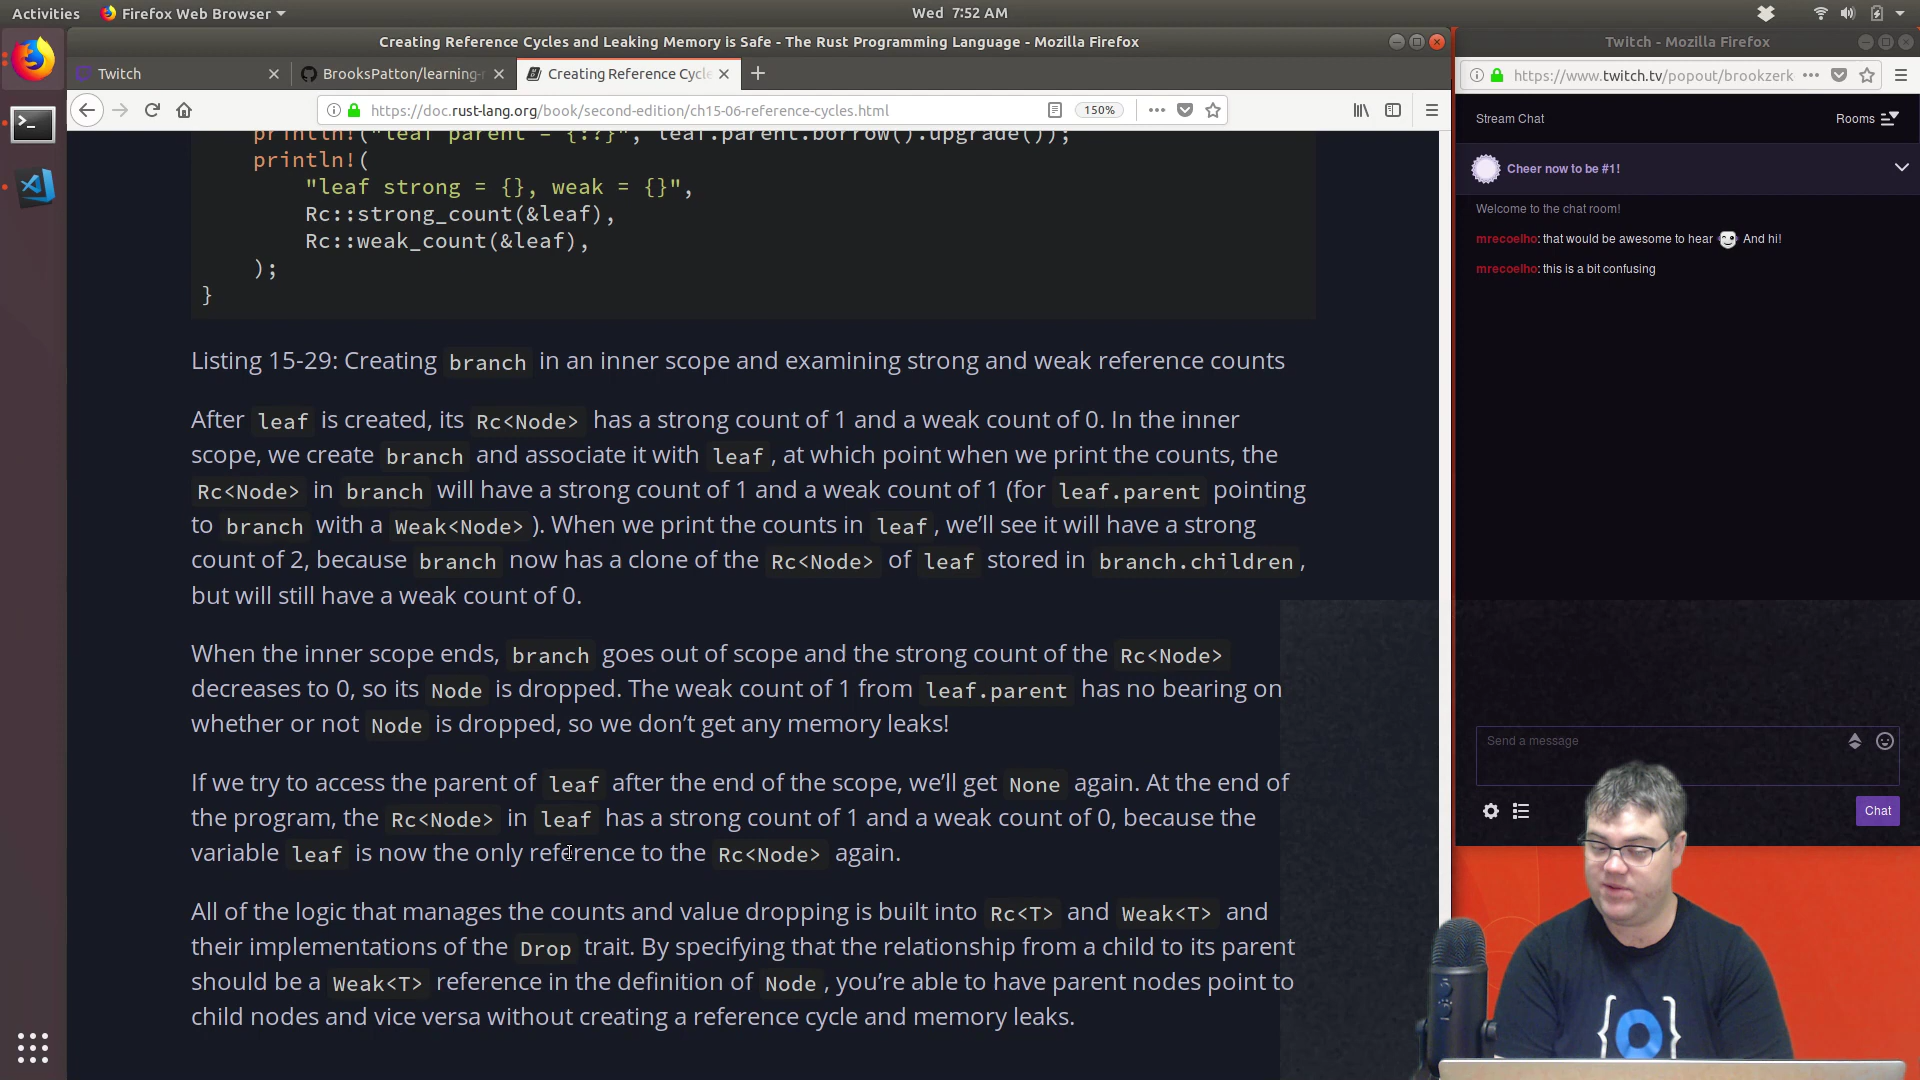 Activities
Firefox Web Browser
Wed 7:52 AM
Creating Reference Cycles and Leaking Memory is Safe - The Rust Programming Language - Mozilla Firefox
Twitch - Mozilla Firefox
Twitch
BrooksPatton/learning-r
Creating Reference Cycle
https://doc.rust-lang.org/book/second-edition/ch15-06-reference-cycles.html
150%
https://www.twitch.tv/popout/brookzerk
println!("leaf parent = {:?}", leaf.parent.borrow().upgrade());
println!(
"leaf strong = {}, weak = {}",
Rc::strong_count(&leaf),
Rc::weak_count(&leaf),
);
}
Listing 15-29: Creating branch in an inner scope and examining strong and weak reference counts
After leaf is created, its Rc<Node> has a strong count of 1 and a weak count of 0. In the inner
scope, we create branch and associate it with leaf, at which point when we print the counts, the
Rc<Node> in branch will have a strong count of 1 and a weak count of 1 (for leaf.parent pointing
to branch with a Weak<Node>). When we print the counts in leaf, we’ll see it will have a strong
count of 2, because branch now has a clone of the Rc<Node> of leaf stored in branch.children,
but will still have a weak count of 0.
When the inner scope ends, branch goes out of scope and the strong count of the Rc<Node>
decreases to 0, so its Node is dropped. The weak count of 1 from leaf.parent has no bearing on
whether or not Node is dropped, so we don’t get any memory leaks!
If we try to access the parent of leaf after the end of the scope, we’ll get None again. At the end of
the program, the Rc<Node> in leaf has a strong count of 1 and a weak count of 0, because the
variable leaf is now the only reference to the Rc<Node> again.
All of the logic that manages the counts and value dropping is built into Rc<T> and Weak<T> and
their implementations of the Drop trait. By specifying that the relationship from a child to its parent
should be a Weak<T> reference in the definition of Node, you’re able to have parent nodes point to
child nodes and vice versa without creating a reference cycle and memory leaks.
Stream Chat
Rooms
Cheer now to be #1!
Welcome to the chat room!
mrecoelho: that would be awesome to hear And hi!
mrecoelho: this is a bit confusing
Send a message
Chat